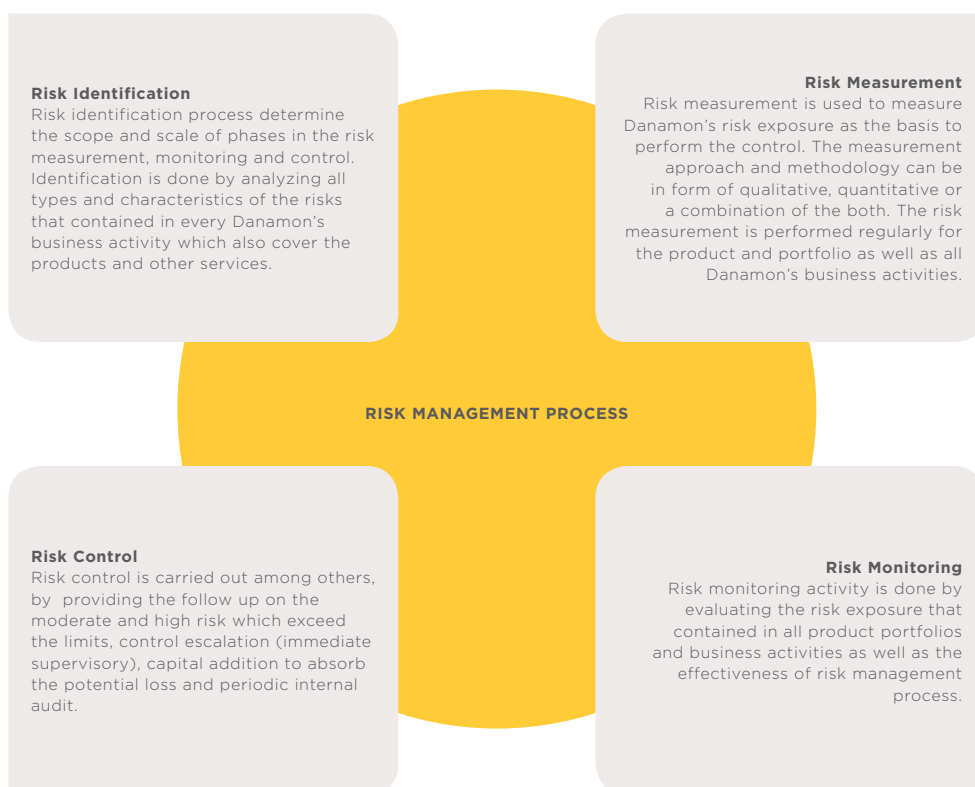 Risk Identification
Risk identification process determine
the scope and scale of phases in the risk
measurement, monitoring and control.
Identification is done by analyzing all
types and characteristics of the risks
that contained in every Danamon’s
business activity which also cover the
products and other services.
Risk Measurement
Risk measurement is used to measure
Danamon’s risk exposure as the basis to
perform the control. The measurement
approach and methodology can be
in form of qualitative, quantitative or
a combination of the both. The risk
measurement is performed regularly for
the product and portfolio as well as all
Danamon’s business activities.
RISK MANAGEMENT PROCESS
Risk Control
Risk control is carried out among others,
by  providing the follow up on the
moderate and high risk which exceed
the limits, control escalation (immediate
supervisory), capital addition to absorb
the potential loss and periodic internal
audit.
Risk Monitoring
Risk monitoring activity is done by
evaluating the risk exposure that
contained in all product portfolios
and business activities as well as the
effectiveness of risk management
process.